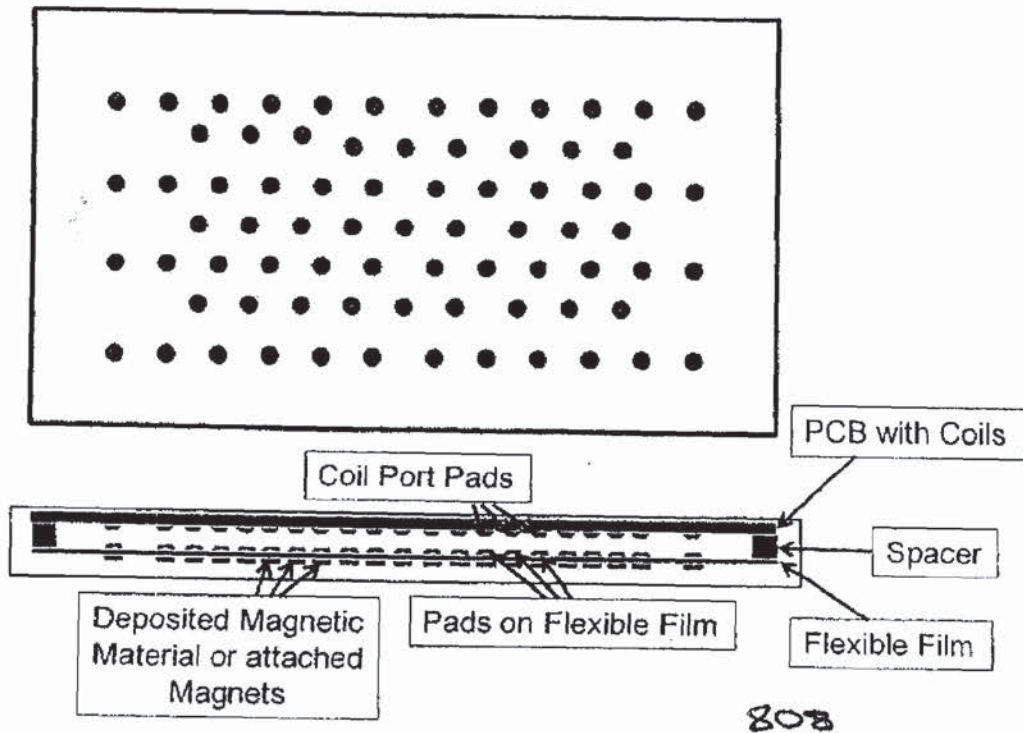 PCB with Coils
Coil Port Pads
Spacer
Deposited Magnetic
Material or attached
Magnets
Pads on Flexible Film
Flexible Film
808